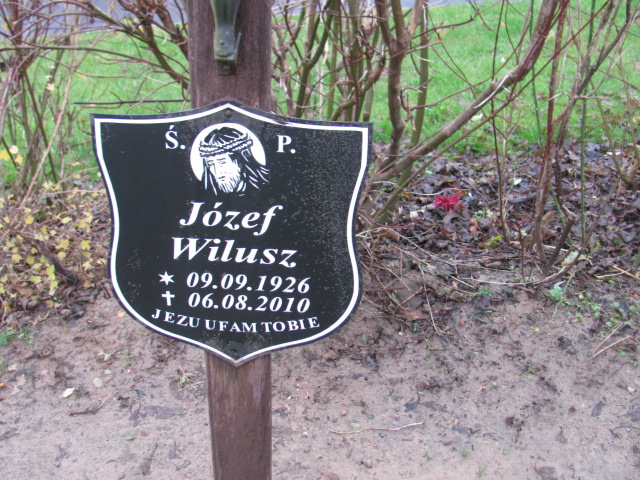 Ś. P.
Józef
Wilusz
✶ 09.09.1926
✝ 06.08.2010
JEZU UFAM TOBIE